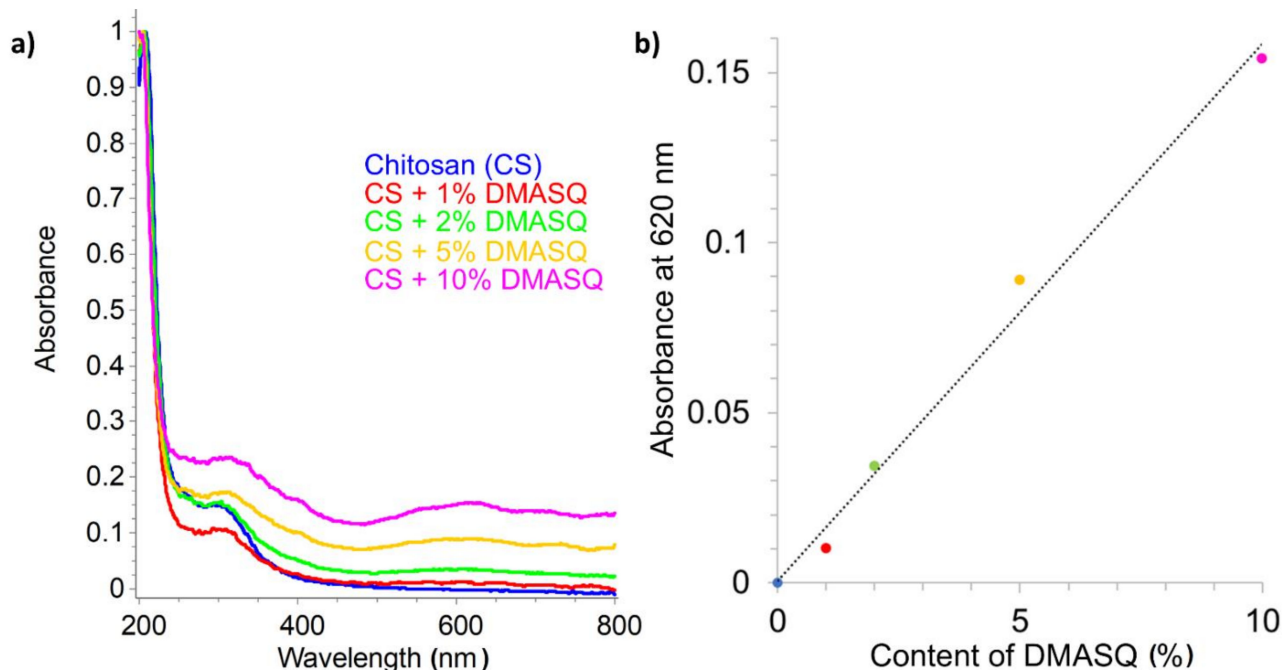 a)
Absorbance
1
0.9
0.8
0.7
0.6
0.5
0.4
0.3
0.2
0.1
0
Chitosan (CS)
CS + 1% DMASQ
CS + 2% DMASQ
CS + 5% DMASQ
CS + 10% DMASQ
200
400
600
800
Wavelength (nm)
b)
Absorbance at 620 nm
0.15
0.1
0.05
0
0
5
10
Content of DMASQ (%)